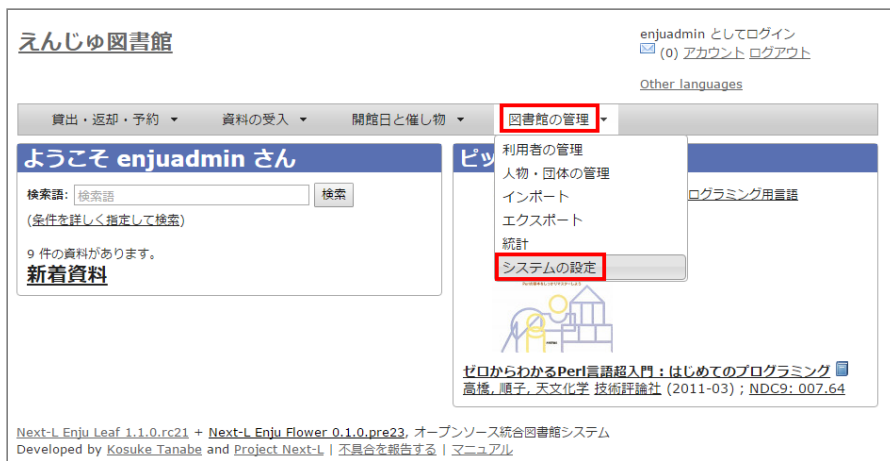 えんじゅ図書館
enjuadmin としてログイン
(0) アカウント ログアウト
Other languages
貸出・返却・予約 ▼ 資料の受入 ▼ 開館日と催し物 ▼ 図書館の管理 ▼
ようこそ enjuadmin さん
検索語: 検索語 検索
(条件を詳しく指定して検索)
9 件の資料があります。
新着資料
ピッ
利用者の管理
人物・団体の管理
インポート
エクスポート
統計
システムの設定
ログラミング用言語
ゼロからわかるPerl言語超入門 : はじめてのプログラミング
高橋, 順子, 天文化学 技術評論社 (2011-03) ; NDC9: 007.64
Next-L Enju Leaf 1.1.0.rc21 + Next-L Enju Flower 0.1.0.pre23, オープンソース統合図書館システム
Developed by Kosuke Tanabe and Project Next-L | 不具合を報告する | マニュアル